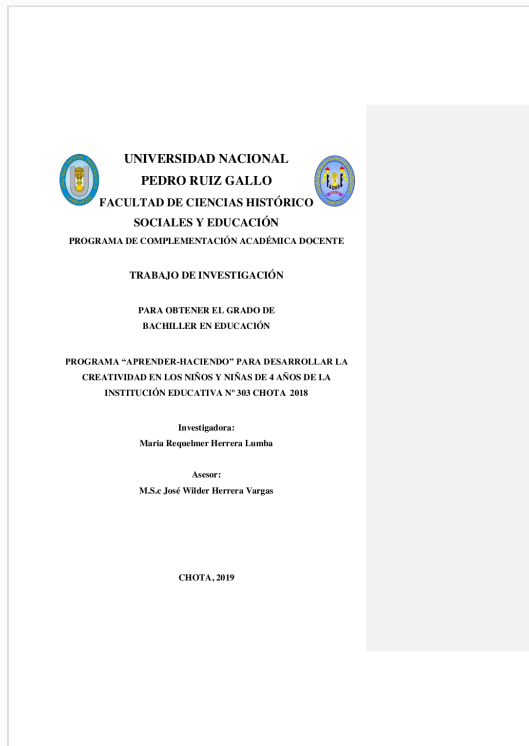 UNIVERSIDAD NACIONAL
PEDRO RUIZ GALLO
FACULTAD DE CIENCIAS HISTÓRICO
SOCIALES Y EDUCACIÓN
PROGRAMA DE COMPLEMENTACIÓN ACADÉMICA DOCENTE
TRABAJO DE INVESTIGACIÓN
PARA OBTENER EL GRADO DE
BACHILLER EN EDUCACIÓN
PROGRAMA “APRENDER-HACIENDO” PARA DESARROLLAR LA
CREATIVIDAD EN LOS NIÑOS Y NIÑAS DE 4 AÑOS DE LA
INSTITUCIÓN EDUCATIVA Nº 303 CHOTA 2018
Investigadora:
Maria Requelmer Herrera Lumba
Asesor:
M.S.c José Wilder Herrera Vargas
CHOTA, 2019